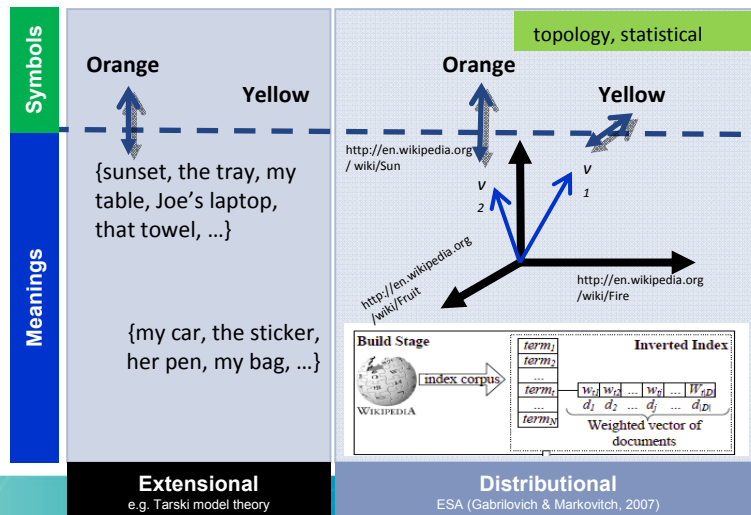 Symbols
Meanings
Orange
Yellow
{sunset, the tray, my
table, Joe's laptop,
that towel, …}
{my car, the sticker,
her pen, my bag, …}
Extensional
e.g. Tarski model theory
topology, statistical
Orange
Yellow
http://en.wikipedia.org
/ wiki/Sun
v
2
v
1
http://en.wikipedia.org
/wiki/Fruit
http://en.wikipedia.org
/wiki/Fire
Build Stage
WIKIPEDIA
index corpus
Inverted Index
term1
term2
...
termt
...
termN
wt1 wt2 ... wtj ... Wt|D|
d1 d2 ... dj ... d|D|
Weighted vector of
documents
Distributional
ESA (Gabrilovich & Markovitch, 2007)